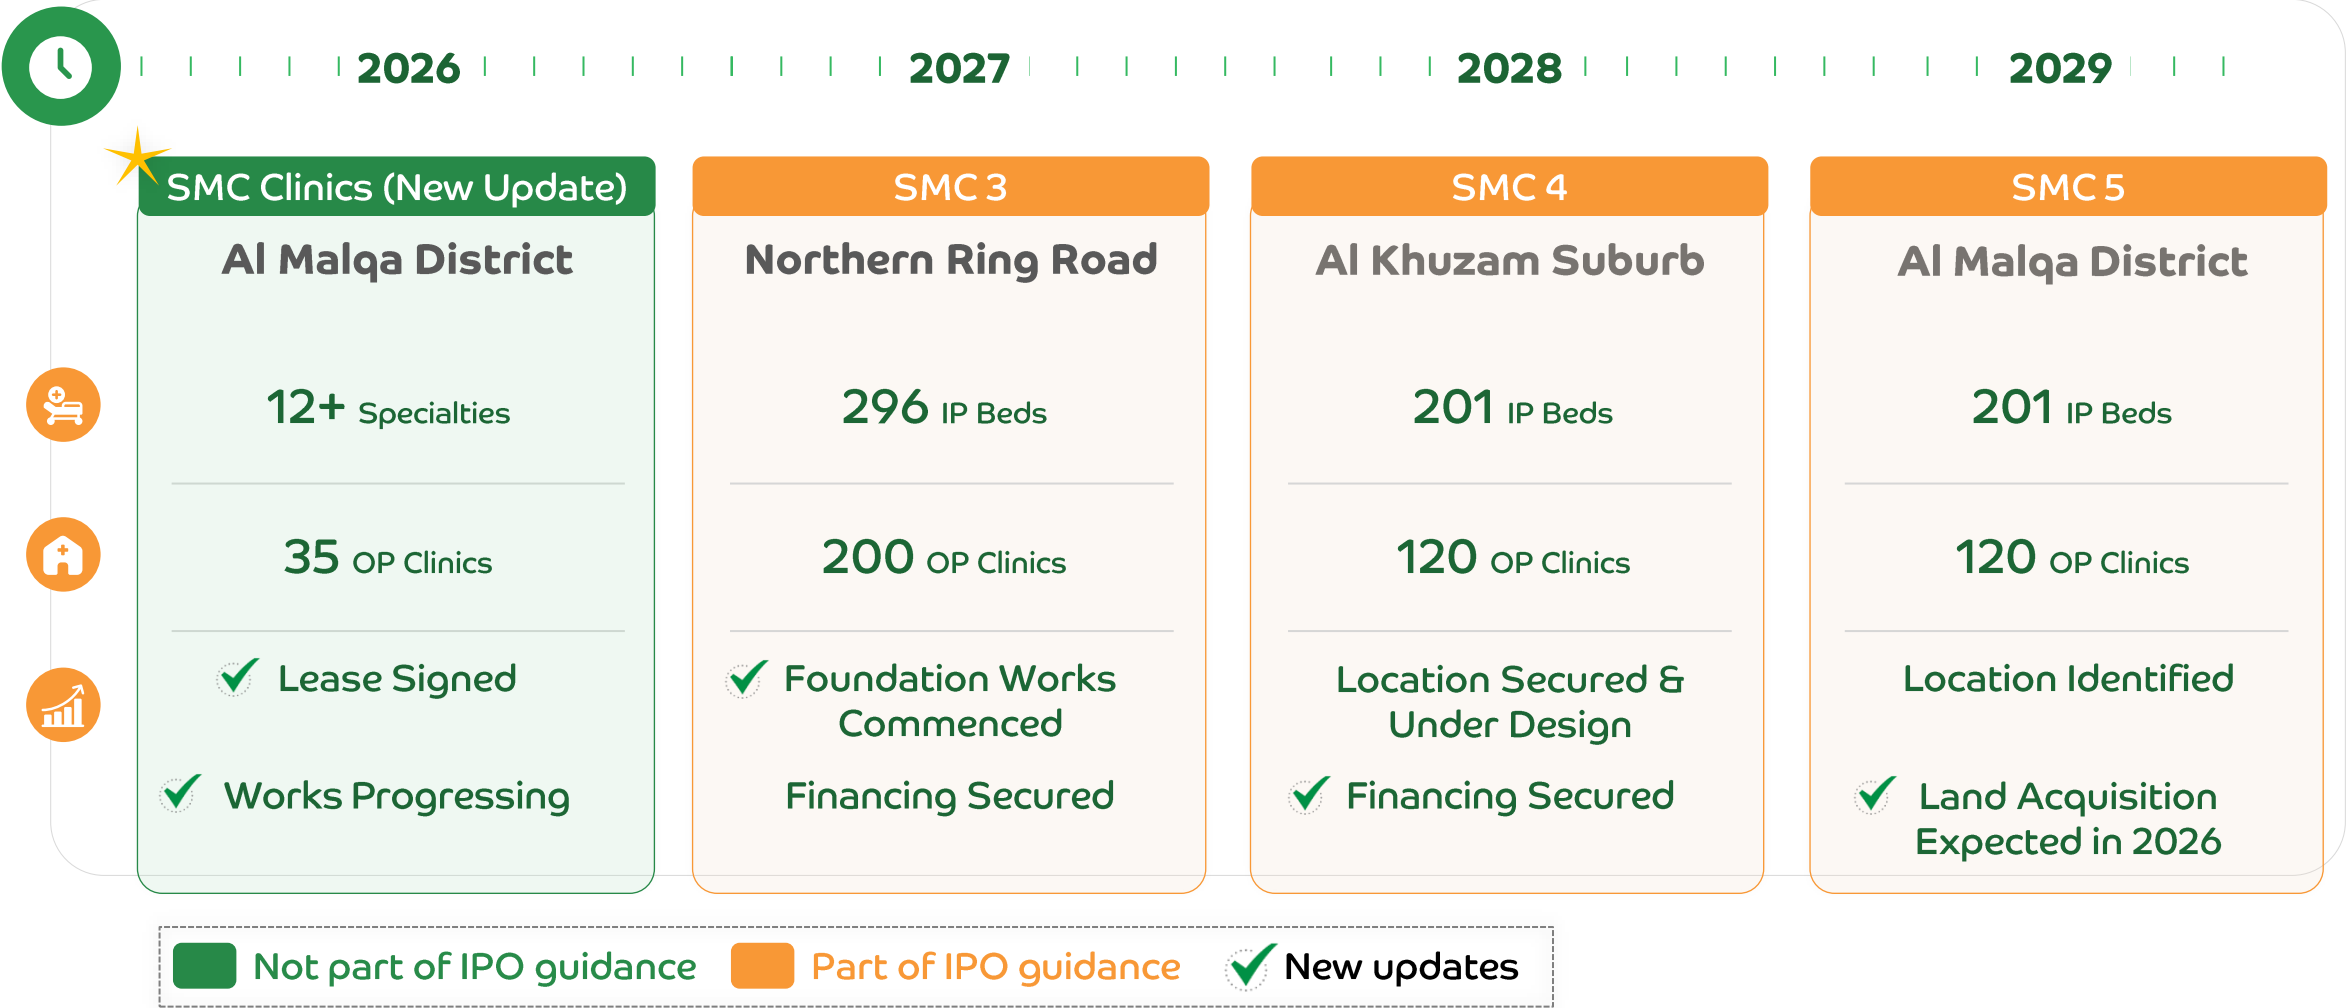 2026
2027
2028
2029
SMC Clinics (New Update)
Al Malqa District
12+ Specialties
35 OP Clinics
Lease Signed
Works Progressing
SMC 3
Northern Ring Road
296 IP Beds
200 OP Clinics
Foundation Works
Commenced
Financing Secured
SMC 4
Al Khuzam Suburb
201 IP Beds
120 OP Clinics
Location Secured &
Under Design
Financing Secured
SMC 5
Al Malqa District
201 IP Beds
120 OP Clinics
Location Identified
Land Acquisition
Expected in 2026
Not part of IPO guidance
Part of IPO guidance
New updates